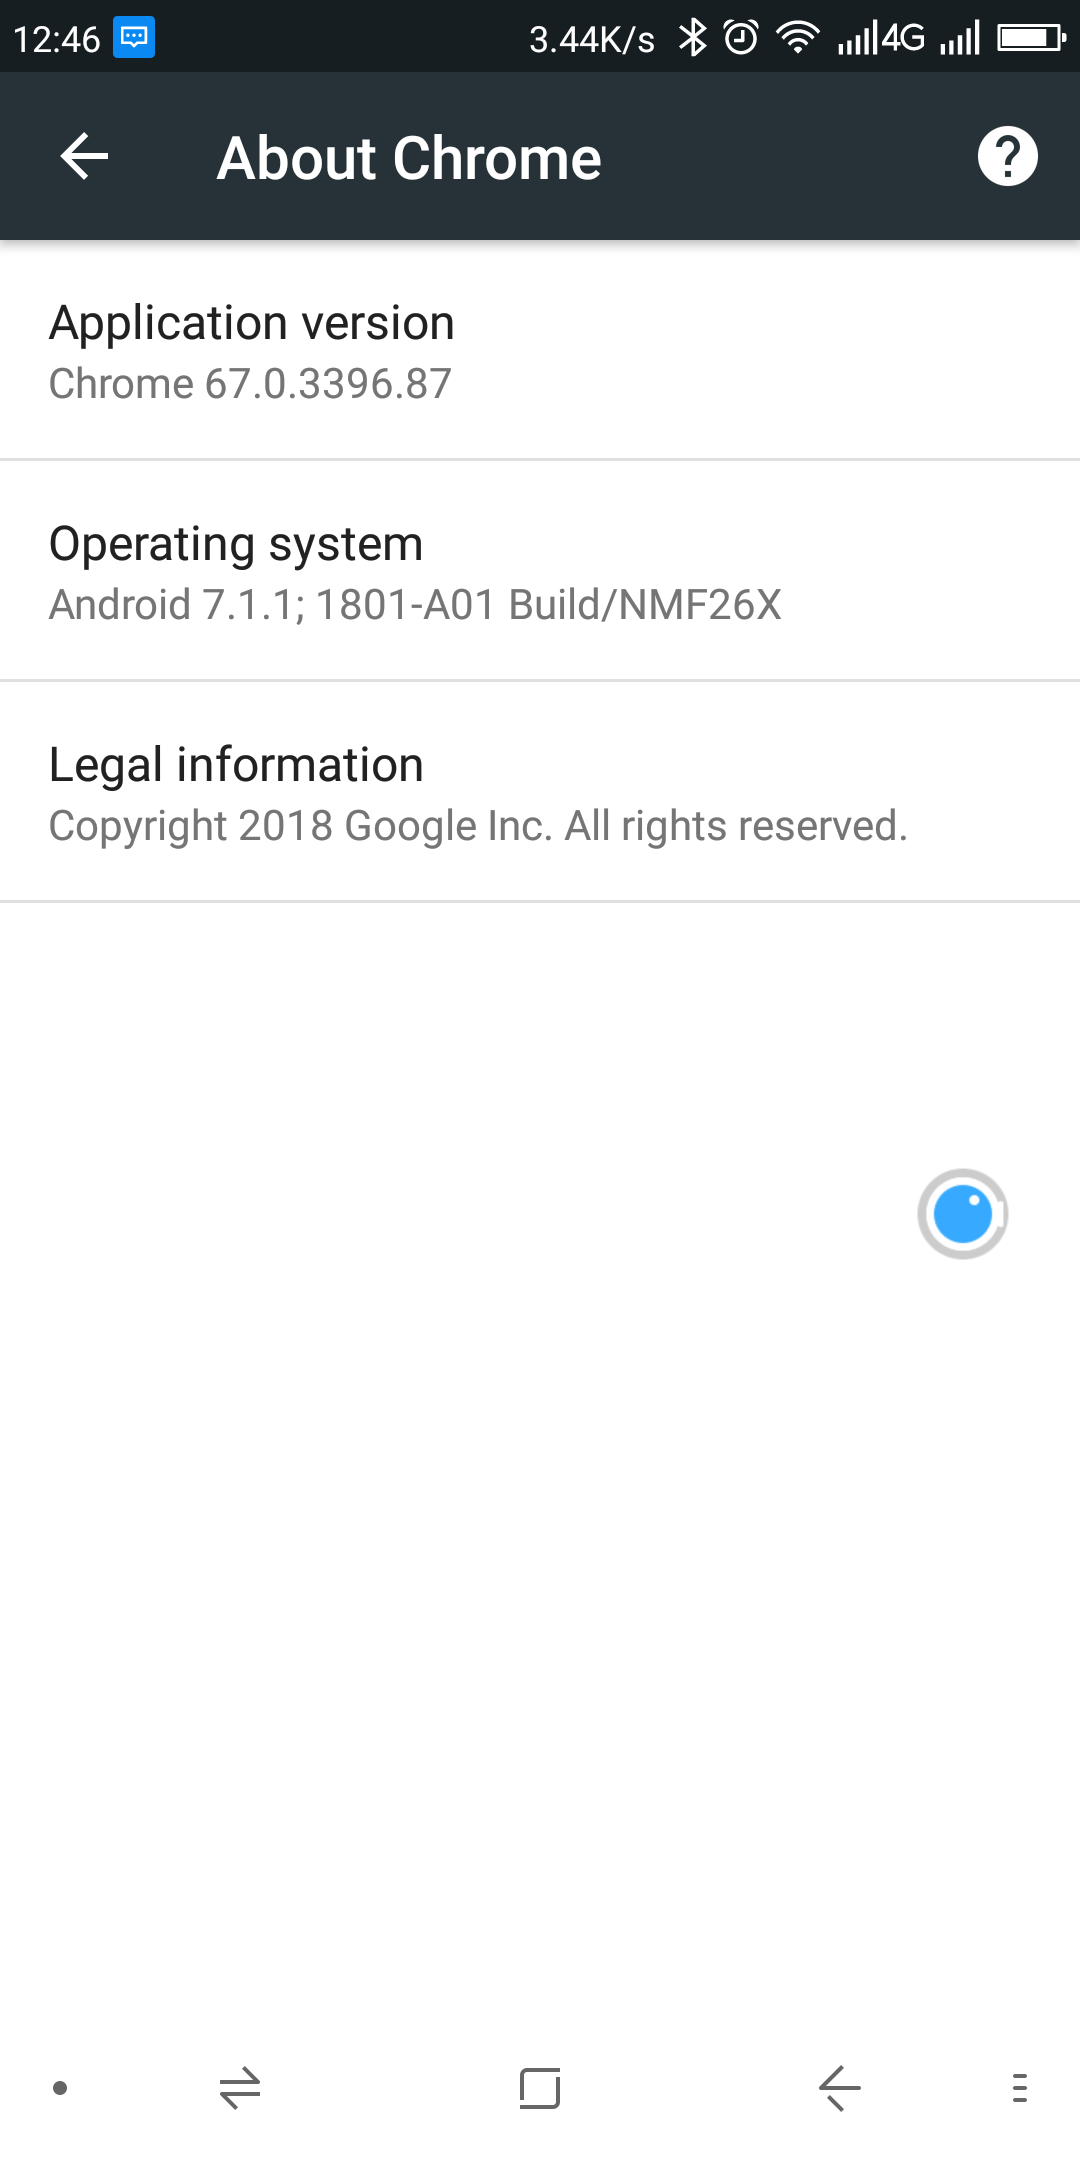 12:46 3.44K/s 4G
About Chrome
Application version
Chrome 67.0.3396.87
Operating system
Android 7.1.1; 1801-A01 Build/NMF26X
Legal information
Copyright 2018 Google Inc. All rights reserved.